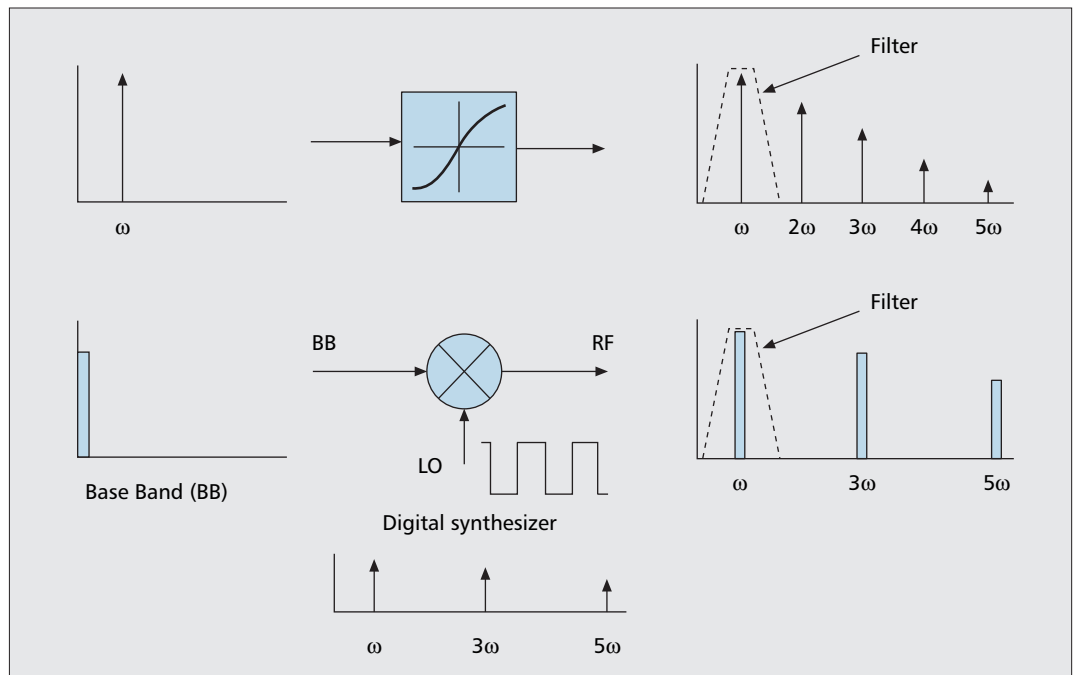 Filter
ω
ω 2ω 3ω 4ω 5ω
Filter
BB
RF
LO
Base Band (BB)
ω 3ω 5ω
Digital synthesizer
ω 3ω 5ω